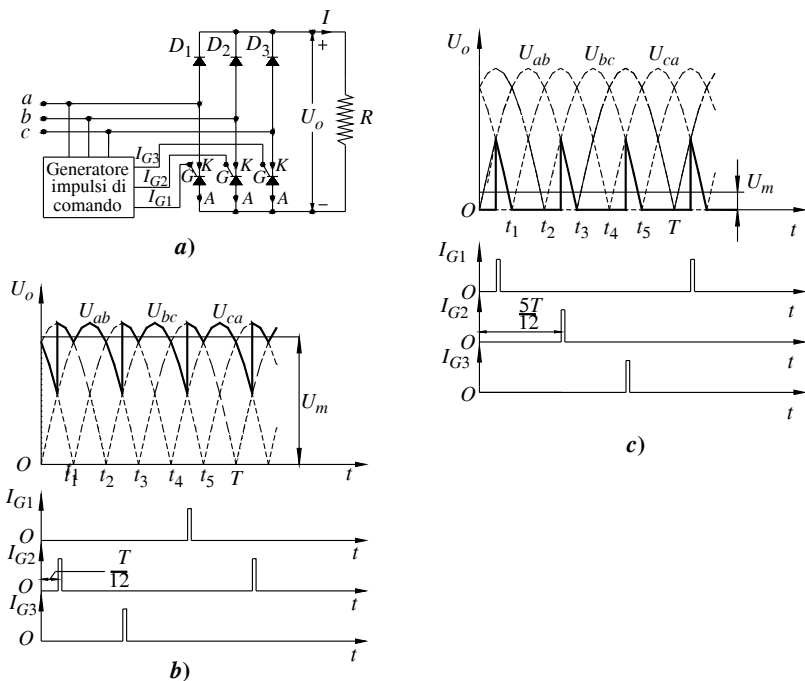 I
D1 D2 D3
+
a
b
c
Uo
R
IG3
IG2
IG1
Generatore
impulsi di
comando
K K K
G G G
A A A
−
a)
Uo
Uab Ubc Uca
Um
O
t1 t2 t3 t4 t5 T t
IG1
O t
IG2
T
12
O t
IG3
O t
b)
Uo
Uab Ubc Uca
Um
O
t1 t2 t3 t4 t5 T t
IG1
O t
IG2
5T
12
O t
IG3
O t
c)